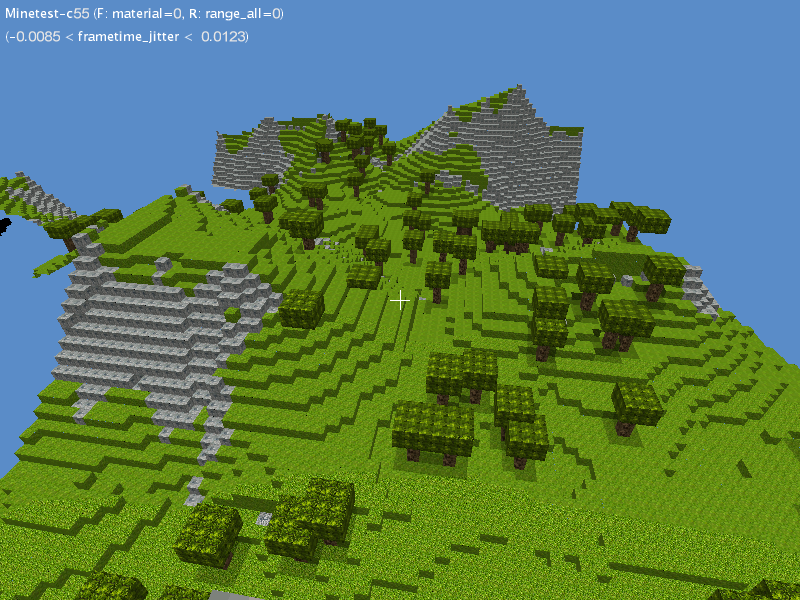 Minetest-c55 (F: material=0, R: range_all=0)
(-0.0085 < frametime_jitter < 0.0123)